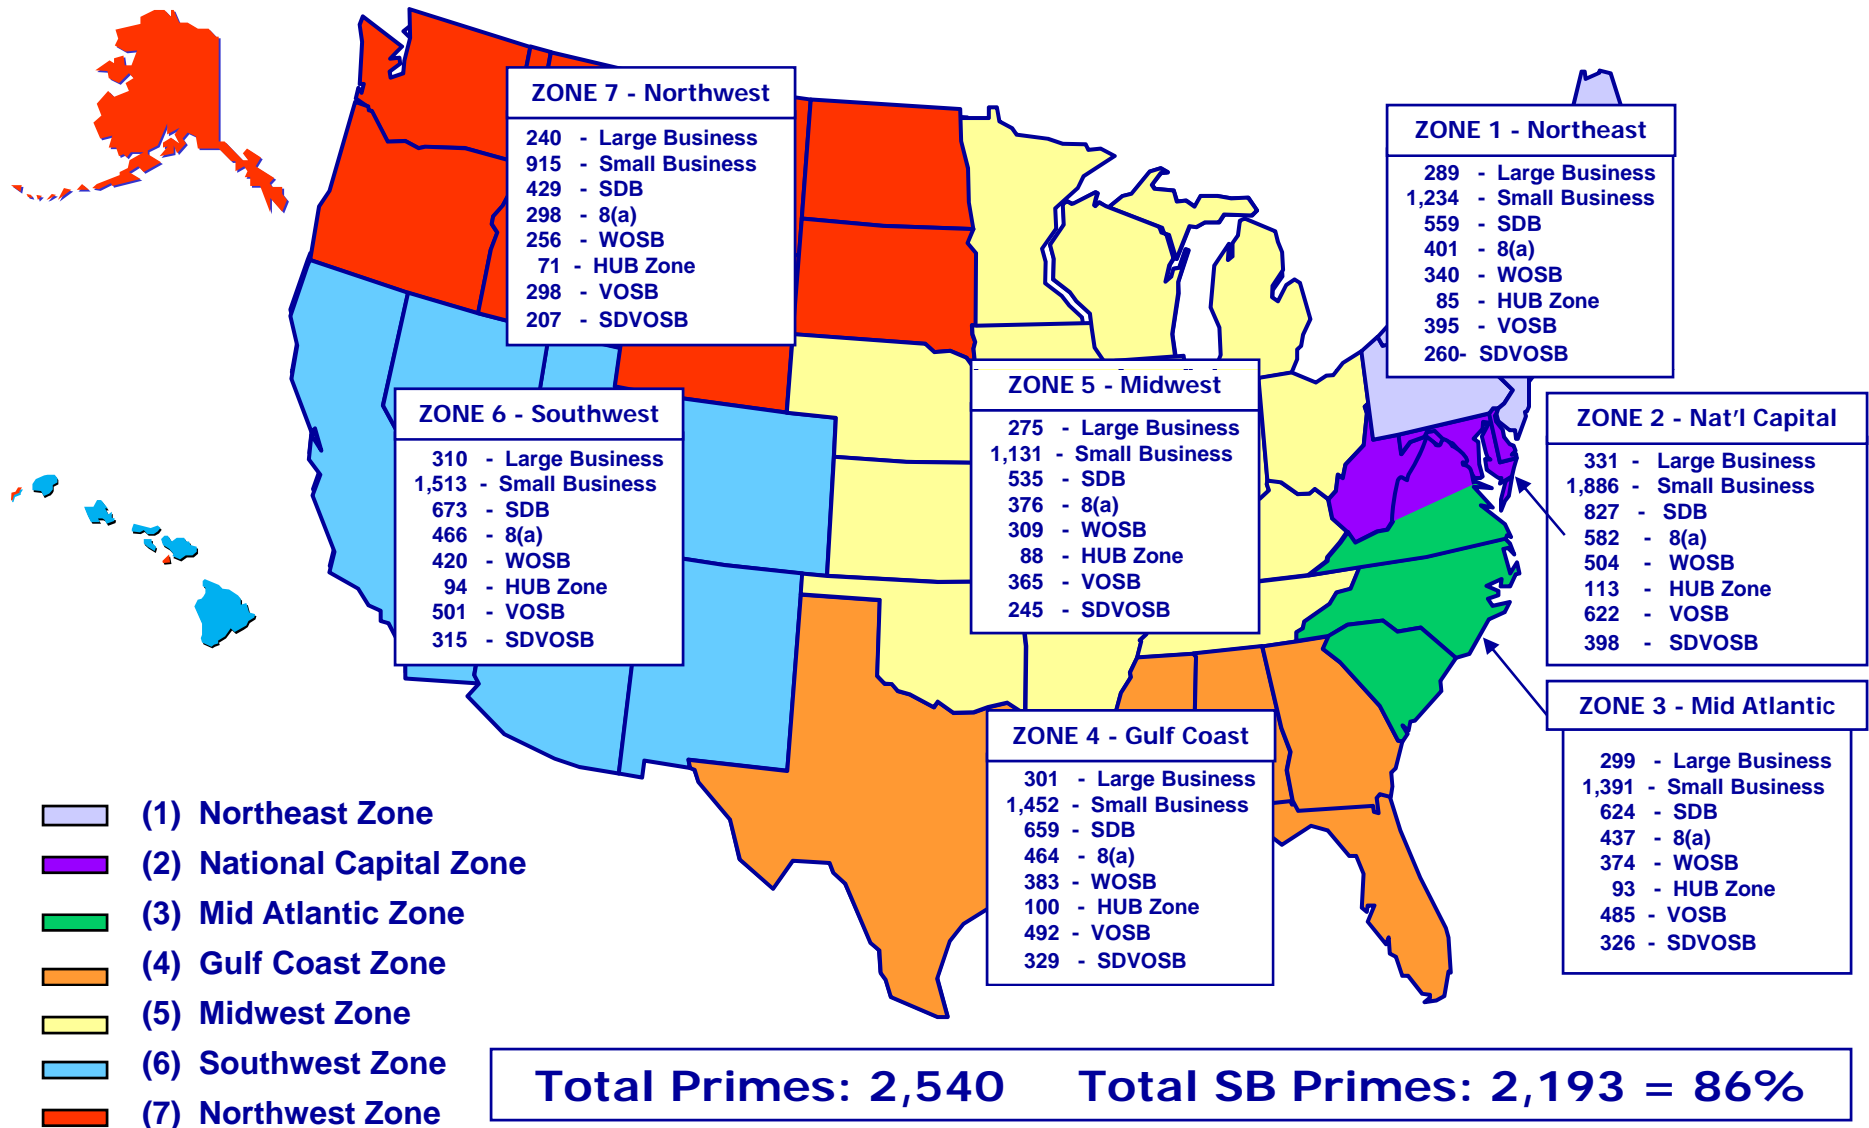 ZONE 7 - Northwest
240 - Large Business
915 - Small Business
429 - SDB
298 - 8(a)
256 - WOSB
71 - HUB Zone
298 - VOSB
207 - SDVOSB
ZONE 1 - Northeast
289 - Large Business
1,234 - Small Business
559 - SDB
401 - 8(a)
340 - WOSB
85 - HUB Zone
395 - VOSB
260- SDVOSB
ZONE 6 - Southwest
310 - Large Business
1,513 - Small Business
673 - SDB
466 - 8(a)
420 - WOSB
94 - HUB Zone
501 - VOSB
315 - SDVOSB
ZONE 5 - Midwest
275 - Large Business
1,131 - Small Business
535 - SDB
376 - 8(a)
309 - WOSB
88 - HUB Zone
365 - VOSB
245 - SDVOSB
ZONE 2 - Nat'l Capital
331 - Large Business
1,886 - Small Business
827 - SDB
582 - 8(a)
504 - WOSB
113 - HUB Zone
622 - VOSB
398 - SDVOSB
ZONE 4 - Gulf Coast
301 - Large Business
1,452 - Small Business
659 - SDB
464 - 8(a)
383 - WOSB
100 - HUB Zone
492 - VOSB
329 - SDVOSB
ZONE 3 - Mid Atlantic
299 - Large Business
1,391 - Small Business
624 - SDB
437 - 8(a)
374 - WOSB
93 - HUB Zone
485 - VOSB
326 - SDVOSB
(1) Northeast Zone
(2) National Capital Zone
(3) Mid Atlantic Zone
(4) Gulf Coast Zone
(5) Midwest Zone
(6) Southwest Zone
(7) Northwest Zone
Total Primes: 2,540 Total SB Primes: 2,193 = 86%